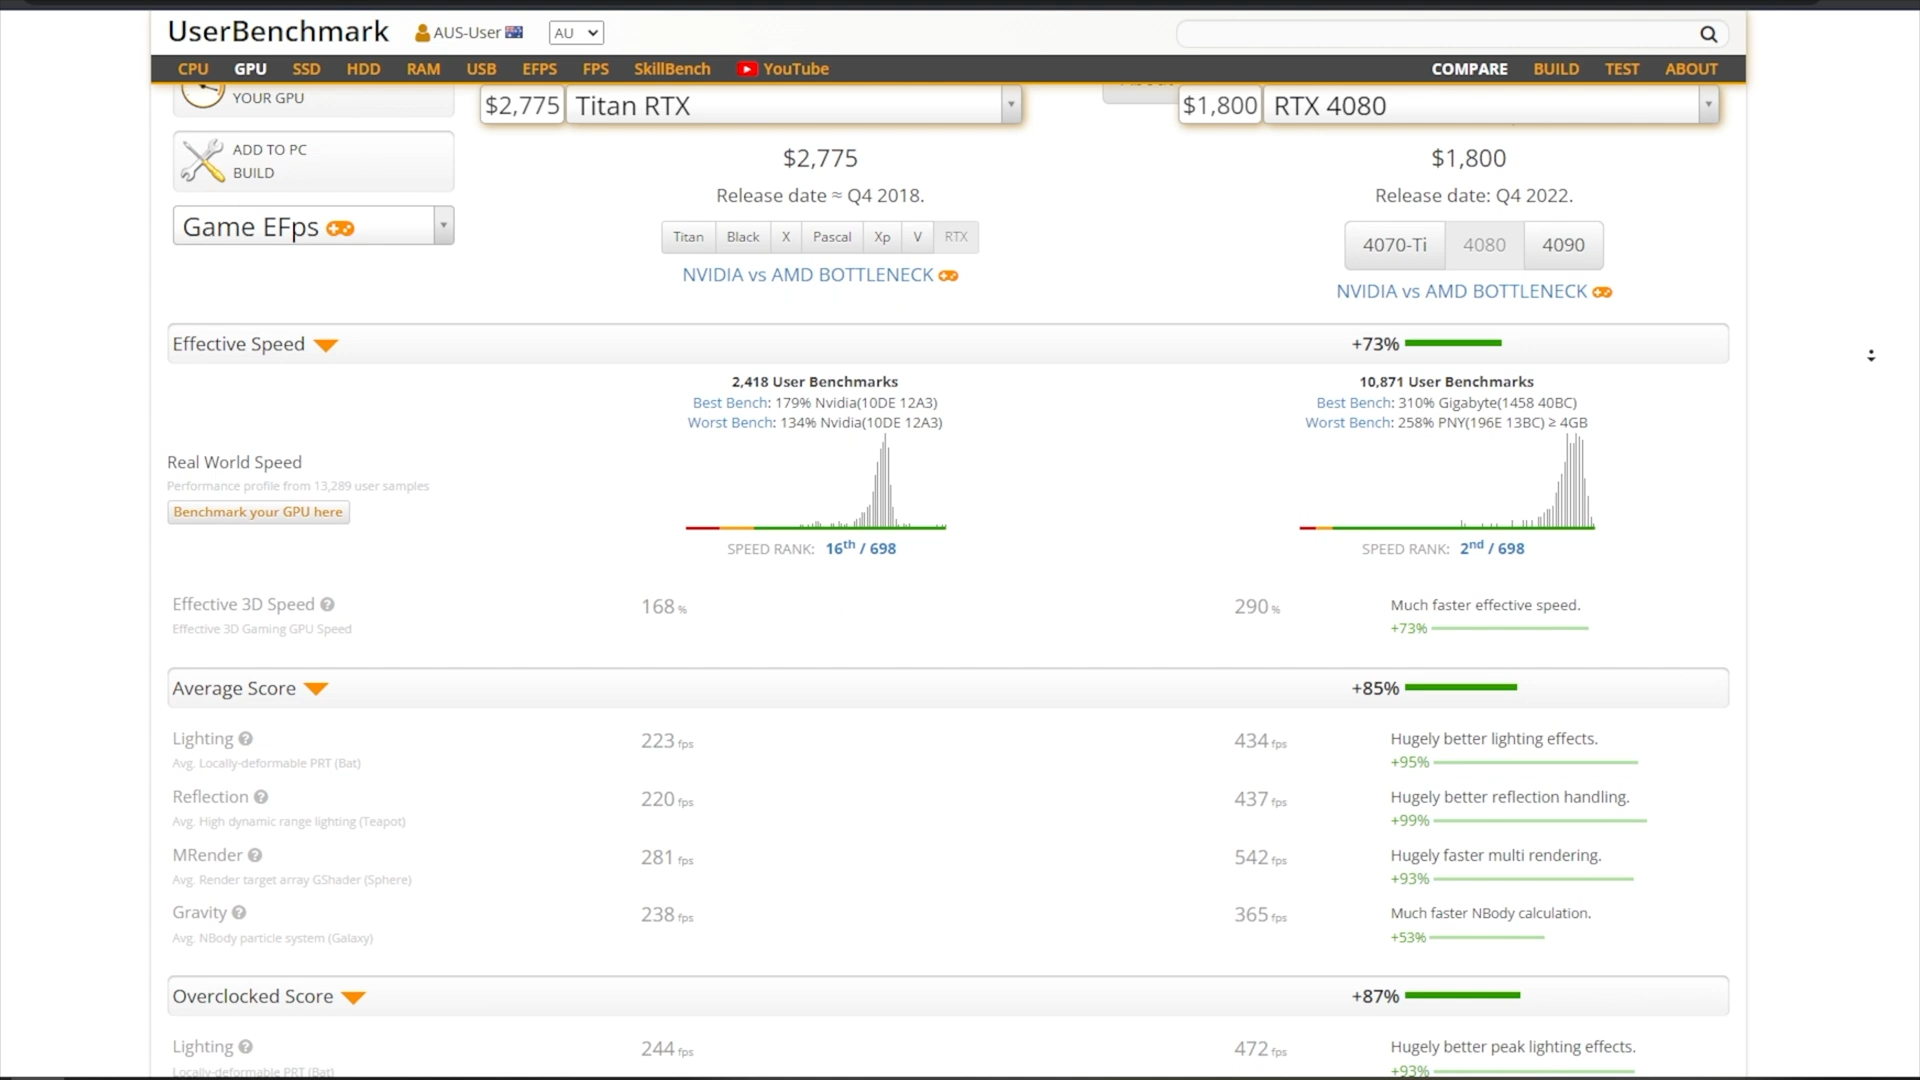 UserBenchmark AUS-User AU
CPU GPU SSD HDD RAM USB EFPS FPS SkillBench YouTube COMPARE BUILD TEST ABOUT
YOUR GPU
$2,775 Titan RTX $1,800 RTX 4080
ADD TO PC
BUILD
$2,775 $1,800
Release date ≈ Q4 2018. Release date: Q4 2022.
Game EFps
Titan Black X Pascal Xp V RTX 4070-Ti 4080 4090
NVIDIA vs AMD BOTTLENECK
NVIDIA vs AMD BOTTLENECK
Effective Speed +73%
2,418 User Benchmarks 10,871 User Benchmarks
Best Bench: 179% Nvidia(10DE 12A3) Best Bench: 310% Gigabyte(1458 40BC)
Worst Bench: 134% Nvidia(10DE 12A3) Worst Bench: 258% PNY(196E 13BC) ≥ 4GB
Real World Speed
Performance profile from 13,289 user samples
Benchmark your GPU here
SPEED RANK: 16th / 698 SPEED RANK: 2nd / 698
Effective 3D Speed 168 % 290 % Much faster effective speed.
Effective 3D Gaming GPU Speed +73%
Average Score +85%
Lighting 223 fps 434 fps Hugely better lighting effects.
Avg. Locally-deformable PRT (Bat) +95%
Reflection 220 fps 437 fps Hugely better reflection handling.
Avg. High dynamic range lighting (Teapot) +99%
MRender 281 fps 542 fps Hugely faster multi rendering.
Avg. Render target array GShader (Sphere) +93%
Gravity 238 fps 365 fps Much faster NBody calculation.
Avg. NBody particle system (Galaxy) +53%
Overclocked Score +87%
Lighting 244 fps 472 fps Hugely better peak lighting effects.
Locally-deformable PRT (Bat) +93%